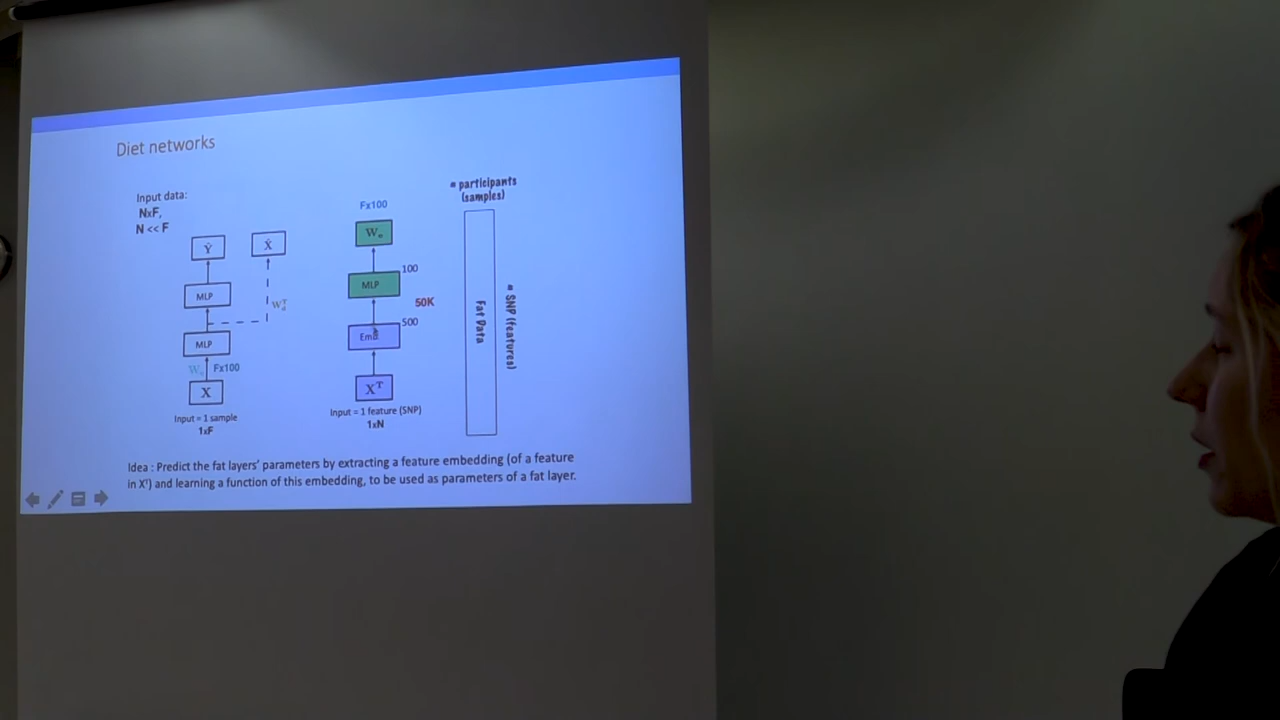 Diet networks
Input data:
NxF,
N << F
Ŷ
X̂
MLP
Wᵀd
MLP
Wₑ
Fx100
X
Input = 1 sample
1xF
Fx100
Wₑ
MLP
100
50K
Emb
500
Xᵀ
Input = 1 feature (SNP)
1xN
= participants
(samples)
Fat Data
= SNP (features)
Idea : Predict the fat layers' parameters by extracting a feature embedding (of a feature
in Xᵀ) and learning a function of this embedding, to be used as parameters of a fat layer.